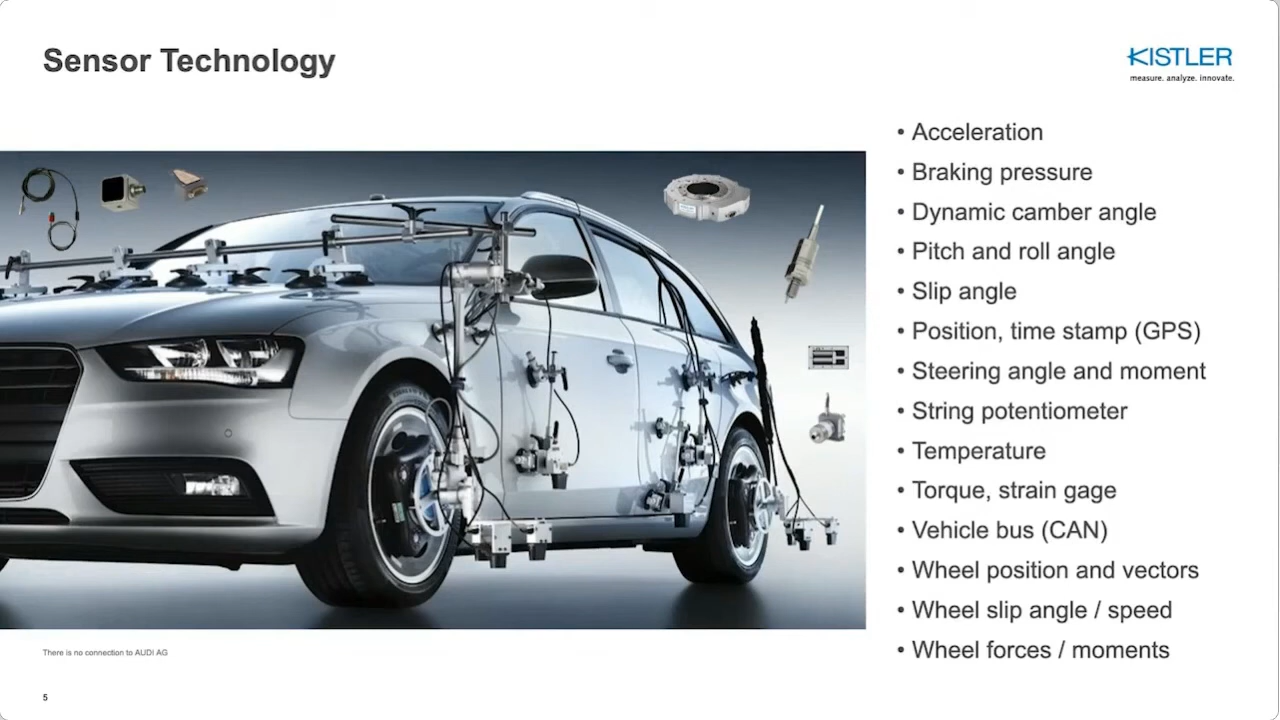 Sensor Technology
KISTLER
measure. analyze. innovate.
• Acceleration
• Braking pressure
• Dynamic camber angle
• Pitch and roll angle
• Slip angle
• Position, time stamp (GPS)
• Steering angle and moment
• String potentiometer
• Temperature
• Torque, strain gage
• Vehicle bus (CAN)
• Wheel position and vectors
• Wheel slip angle / speed
• Wheel forces / moments
There is no connection to AUDI AG
5